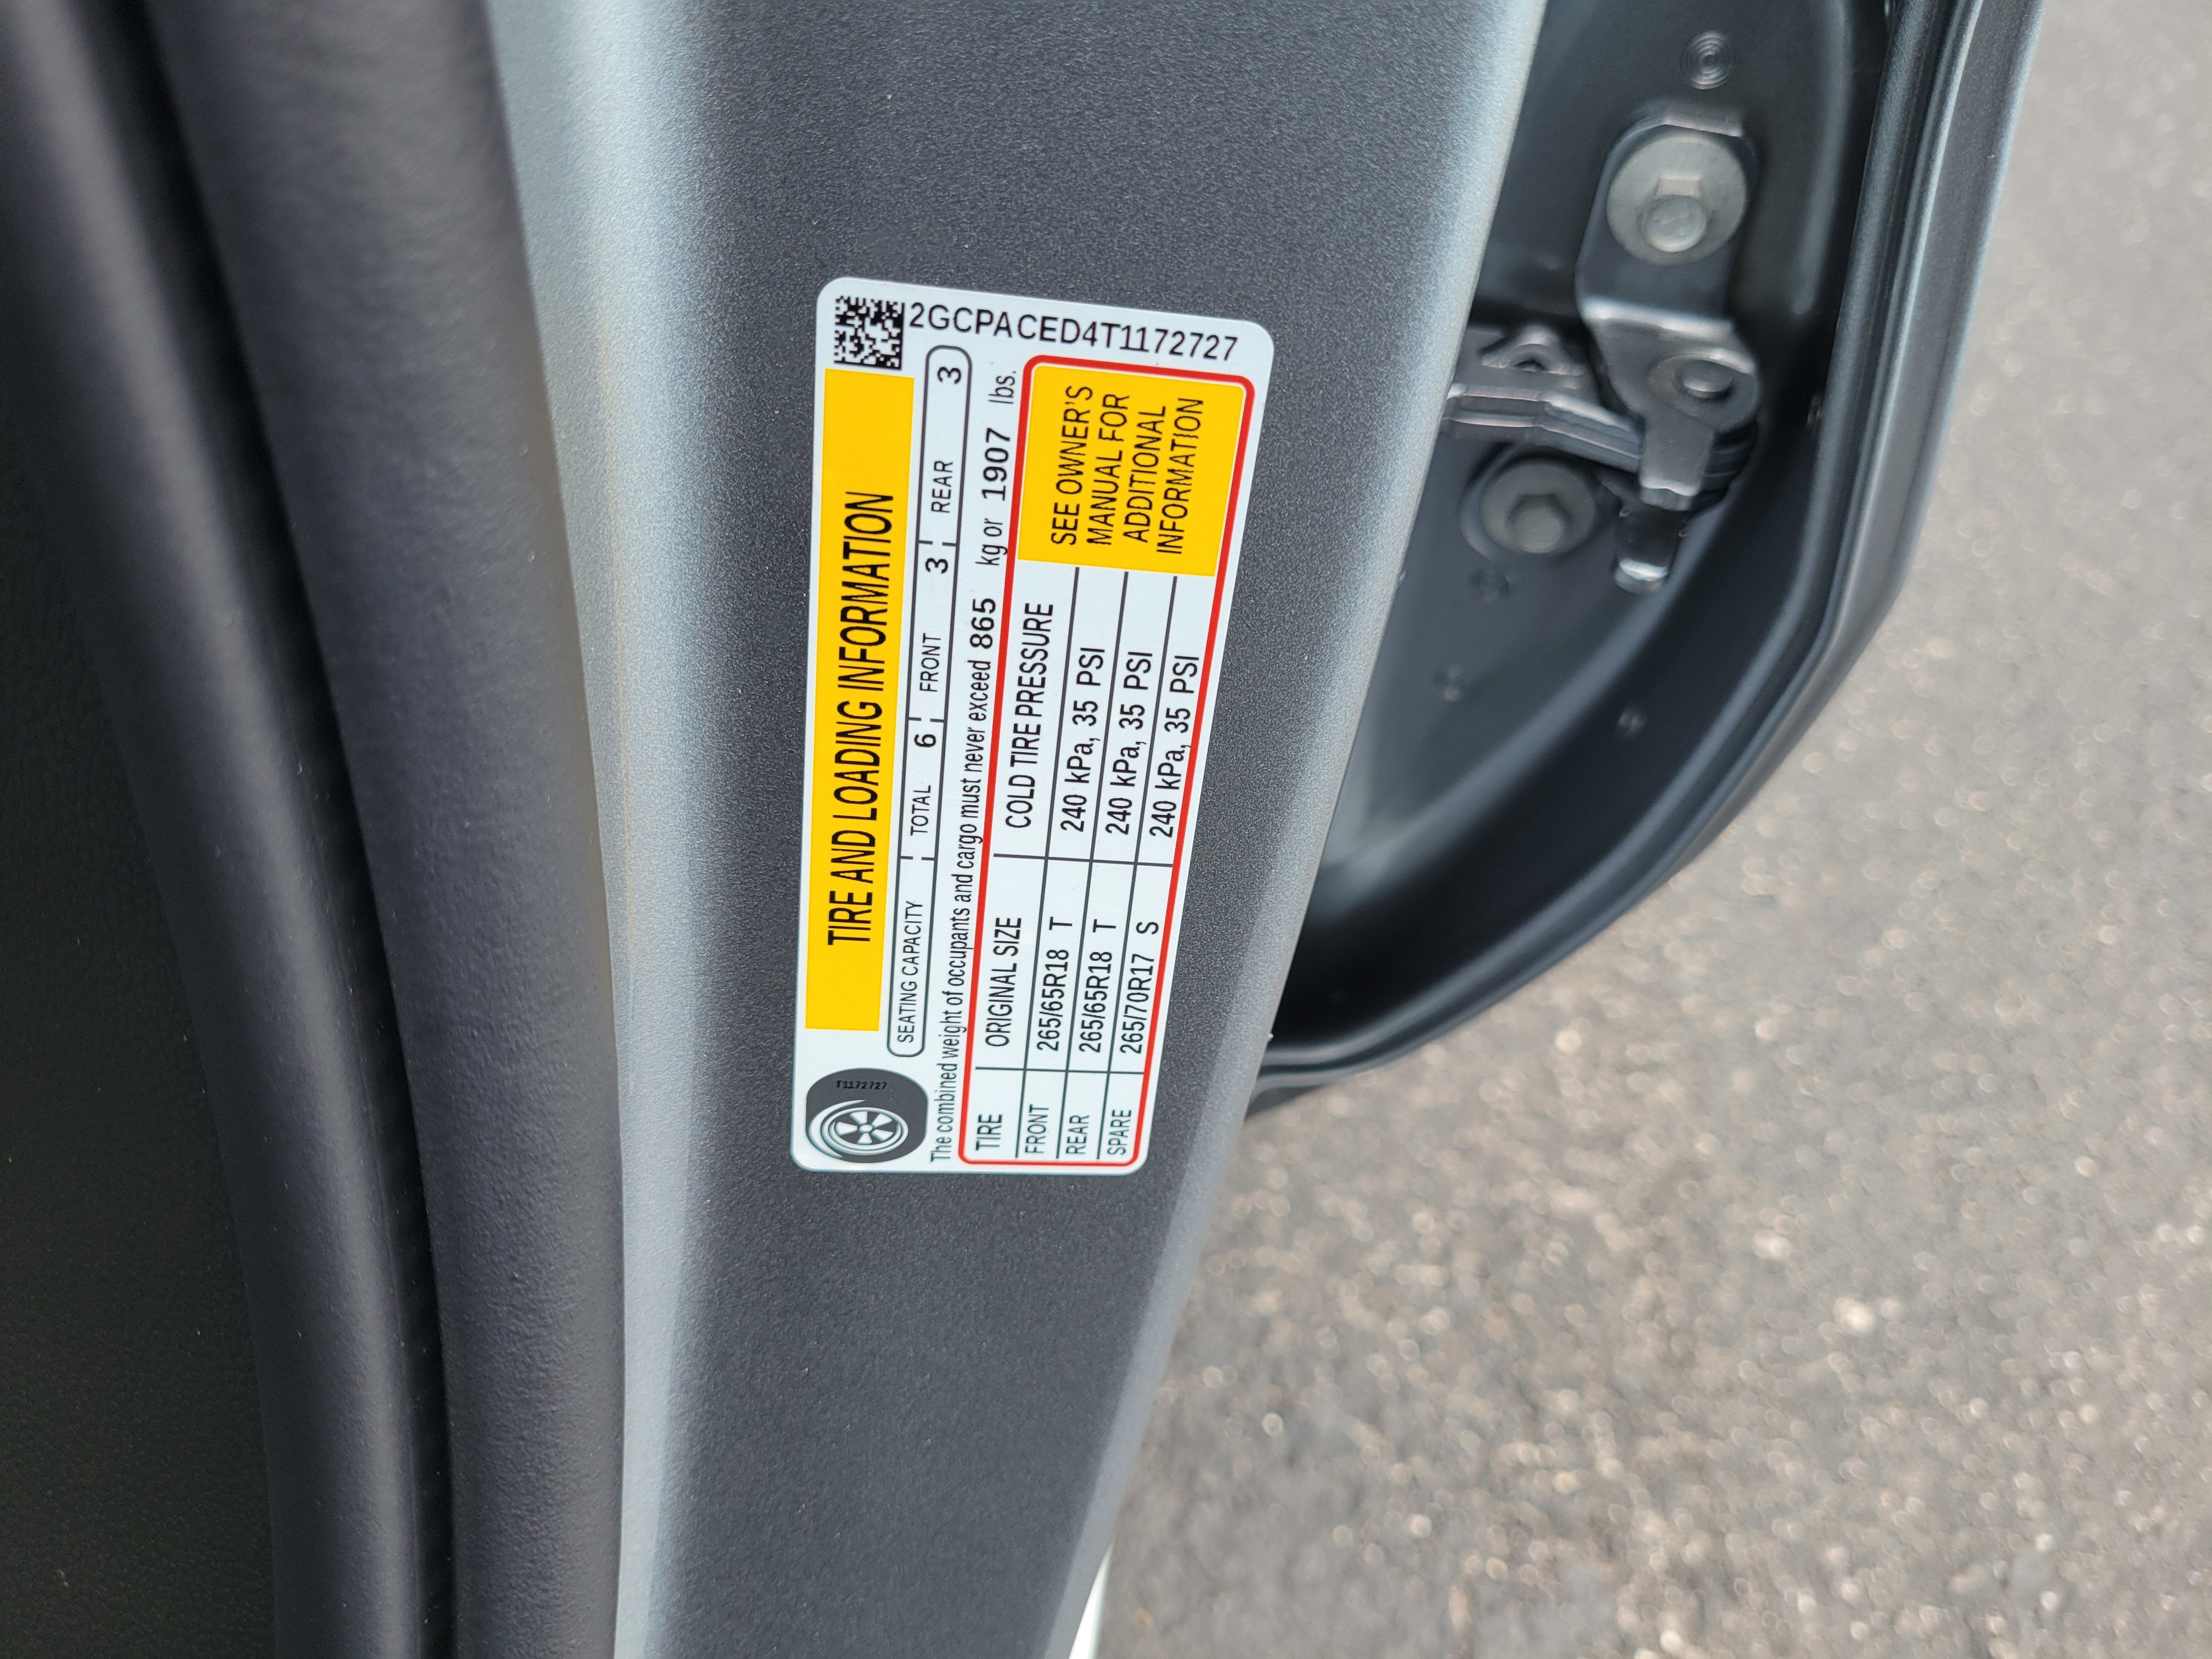 2GCPACED4T1172727
T1172727
TIRE AND LOADING INFORMATION
SEATING CAPACITY TOTAL 6 FRONT 3 REAR 3
The combined weight of occupants and cargo must never exceed 865 kg or 1907 lbs.
TIRE ORIGINAL SIZE COLD TIRE PRESSURE
FRONT 265/65R18 T 240 kPa, 35 PSI
REAR 265/65R18 T 240 kPa, 35 PSI
SPARE 265/70R17 S 240 kPa, 35 PSI
SEE OWNER'S
MANUAL FOR
ADDITIONAL
INFORMATION